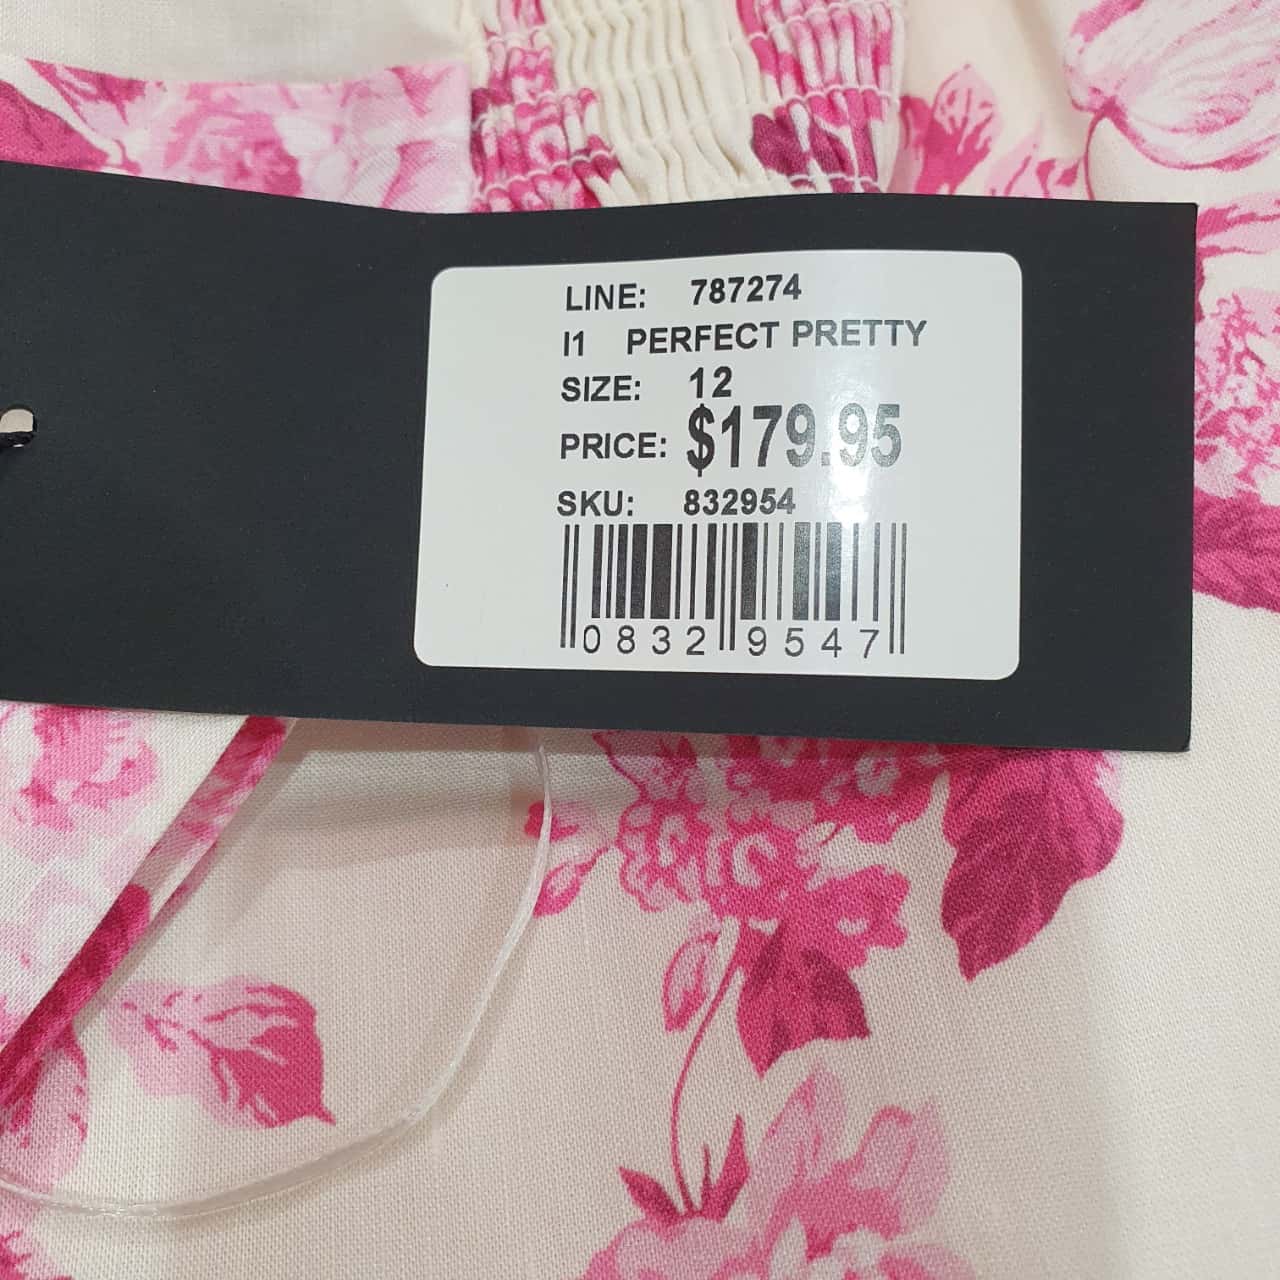 LINE: 787274
I1 PERFECT PRETTY
SIZE: 12
PRICE: $179.95
SKU: 832954
0832 9547